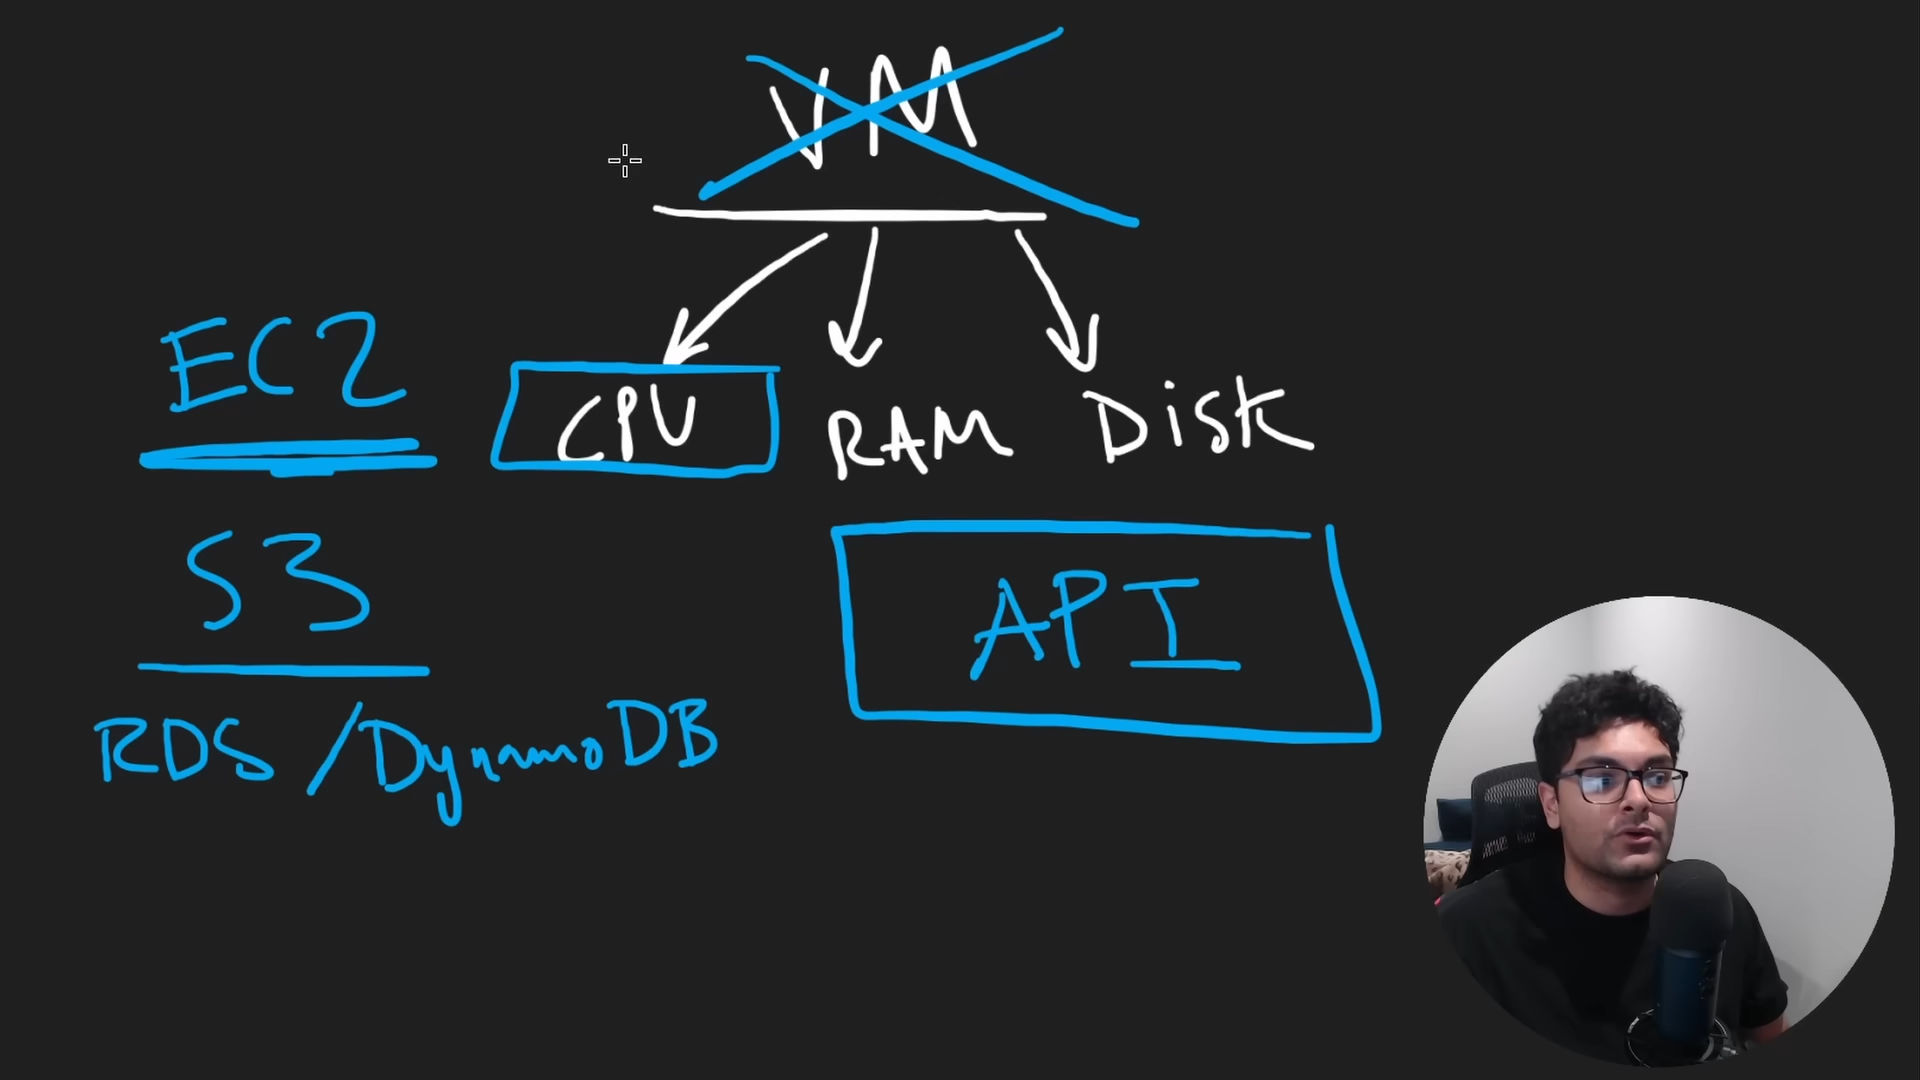 VM
EC2
CPU RAM Disk
S3
API
RDS / DynamoDB